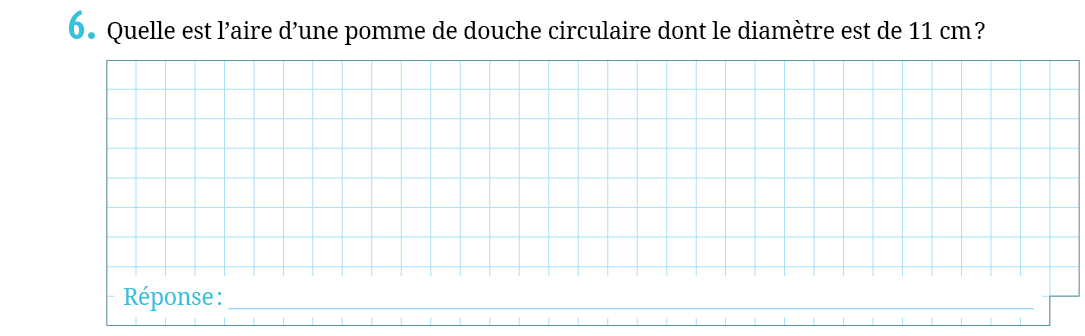 6. Quelle est l’aire d’une pomme de douche circulaire dont le diamètre est de 11 cm ?
Réponse :